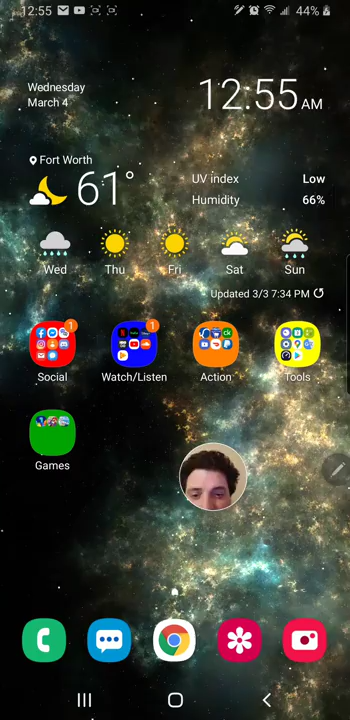 12:55
44%
Wednesday
March 4
12:55 AM
Fort Worth
61°
UV index Low
Humidity 66%
Wed Thu Fri Sat Sun
Updated 3/3 7:34 PM
1
1
Social Watch/Listen Action Tools
Games